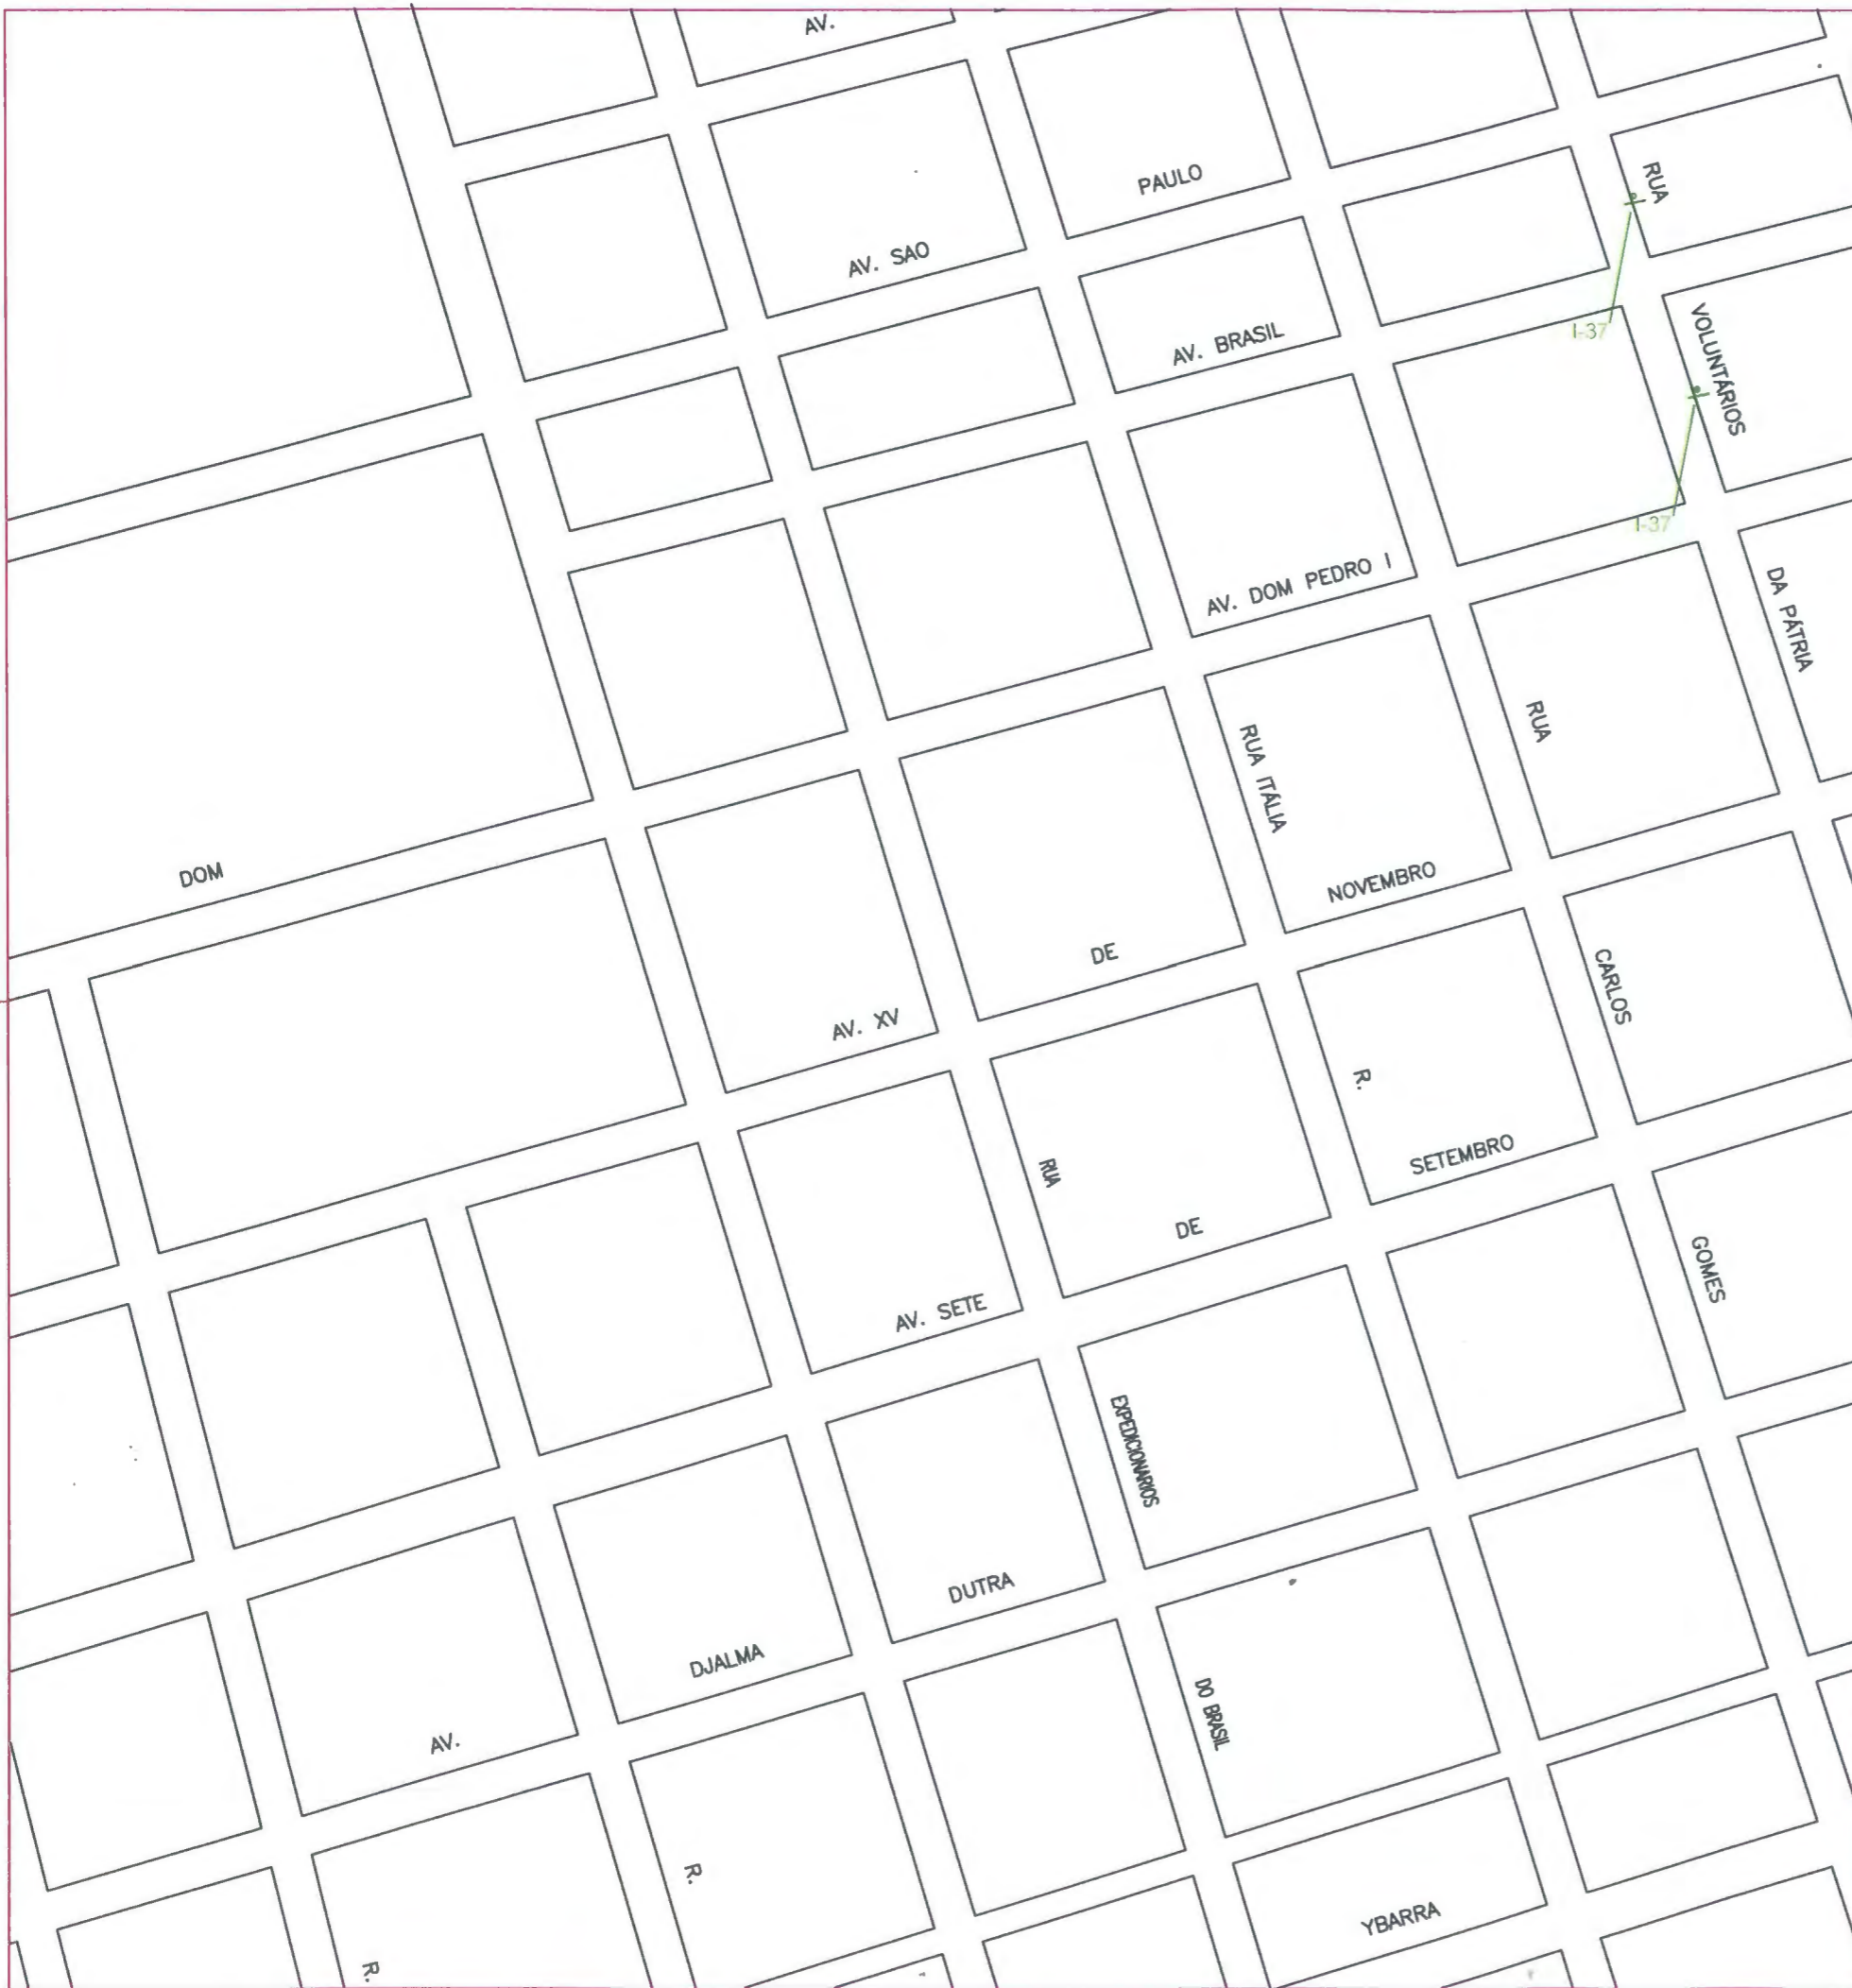 AV.
PAULO
RUA
AV. SAO
I-37
AV. BRASIL
VOLUNTÁRIOS
I-37
AV. DOM PEDRO I
DA PÁTRIA
RUA
RUA ITÁLIA
DOM
NOVEMBRO
DE
CARLOS
AV. XV
R.
SETEMBRO
RUA
DE
GOMES
AV. SETE
EXPEDICIONARIOS
DUTRA
DJALMA
DO BRASIL
AV.
R.
YBARRA
R.